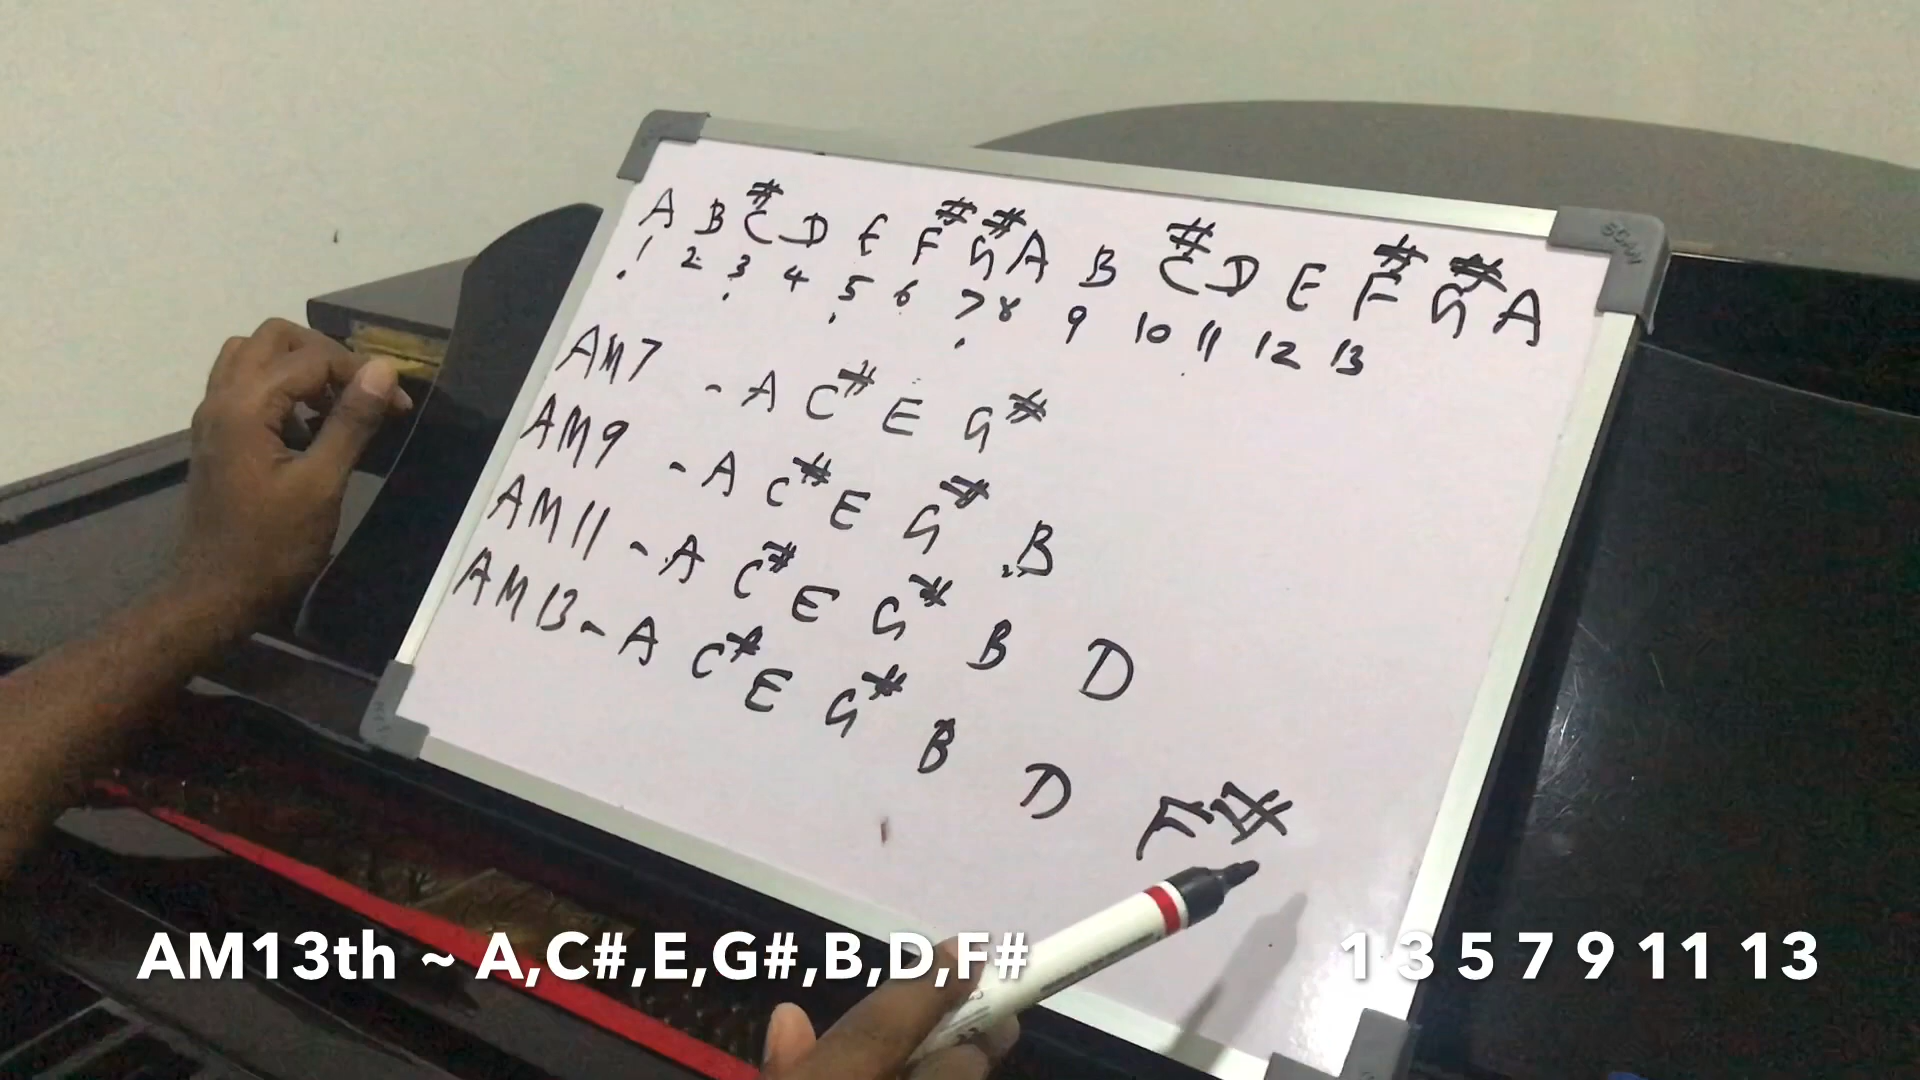 A B C# D E F# G# A B C# D E F# G# A
1 2 3 4 5 6 7 8 9 10 11 12 13
AM7 - A C# E G#
AM9 - A C# E G# B
AM11 - A C# E G# B D
AM13 - A C# E G# B D F#
AM13th ~ A,C#,E,G#,B,D,F# 1 3 5 7 9 11 13